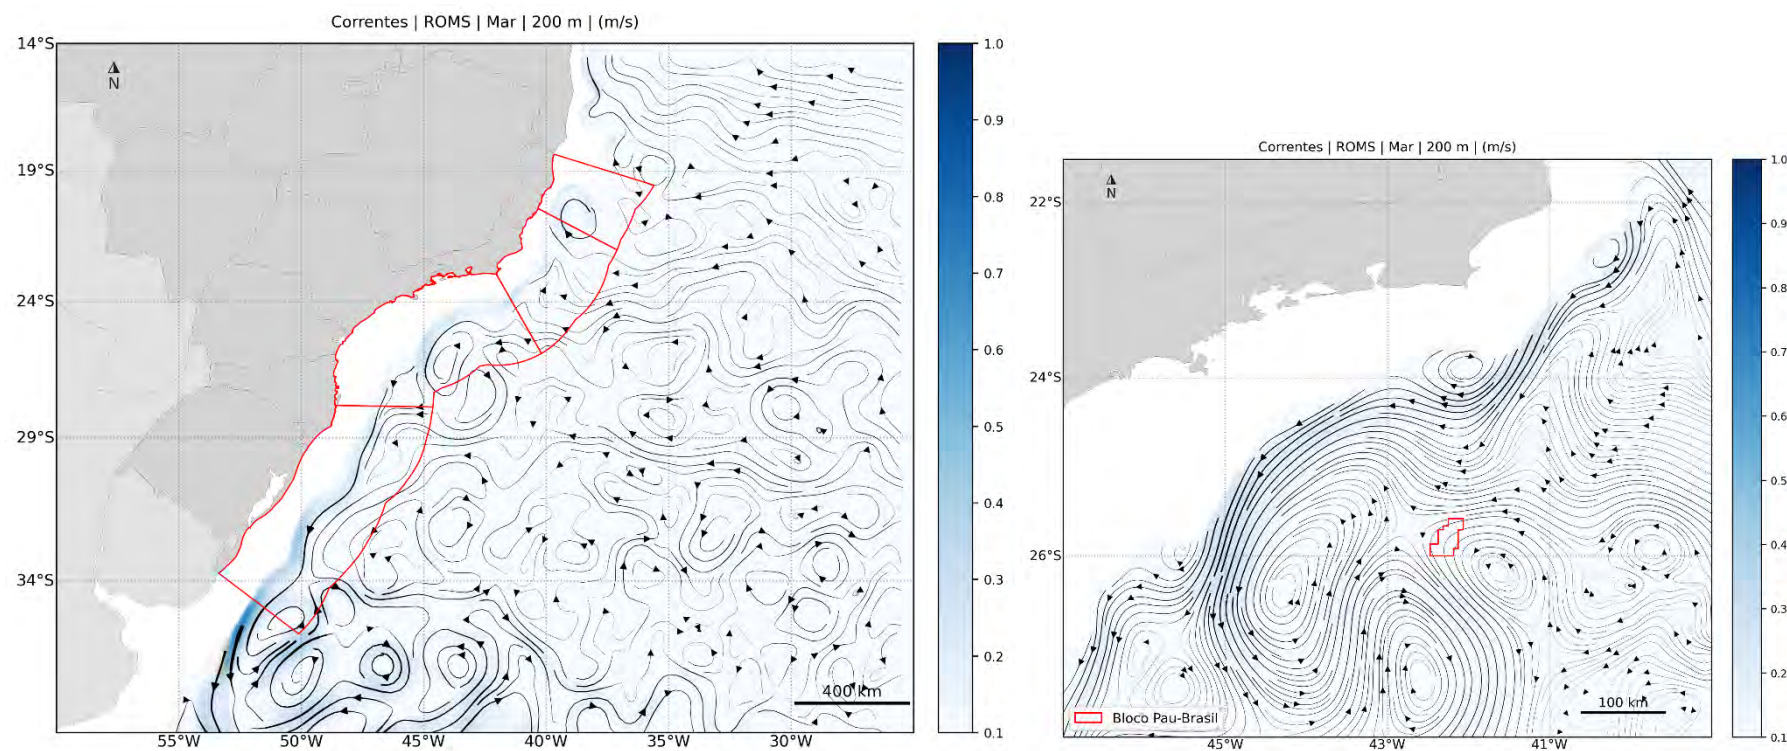 Correntes | ROMS | Mar | 200 m | (m/s)
14°S
19°S
24°S
29°S
34°S
N
400 km
55°W 50°W 45°W 40°W 35°W 30°W
1.0
0.9
0.8
0.7
0.6
0.5
0.4
0.3
0.2
0.1
Correntes | ROMS | Mar | 200 m | (m/s)
22°S
24°S
26°S
N
Bloco Pau-Brasil
100 km
45°W 43°W 41°W
1.0
0.9
0.8
0.7
0.6
0.5
0.4
0.3
0.2
0.1